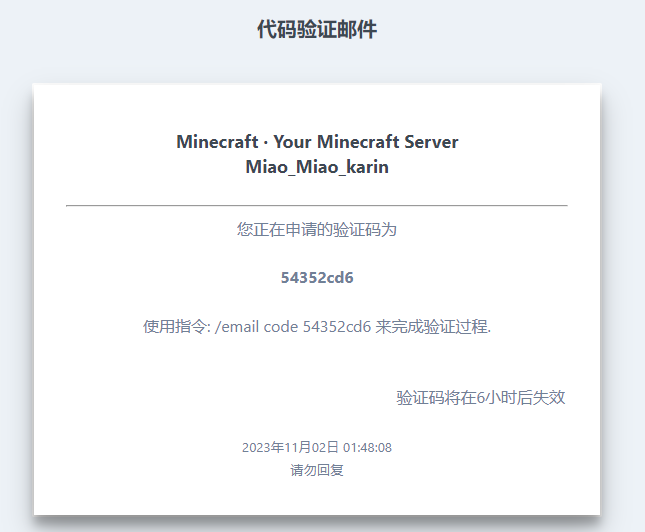 代码验证邮件
Minecraft · Your Minecraft Server
Miao_Miao_karin
您正在申请的验证码为
54352cd6
使用指令: /email code 54352cd6 来完成验证过程.
验证码将在6小时后失效
2023年11月02日 01:48:08
请勿回复